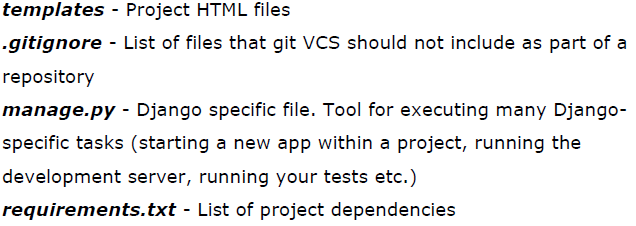 templates - Project HTML files
.gitignore - List of files that git VCS should not include as part of a
repository
manage.py - Django specific file. Tool for executing many Django-
specific tasks (starting a new app within a project, running the
development server, running your tests etc.)
requirements.txt - List of project dependencies